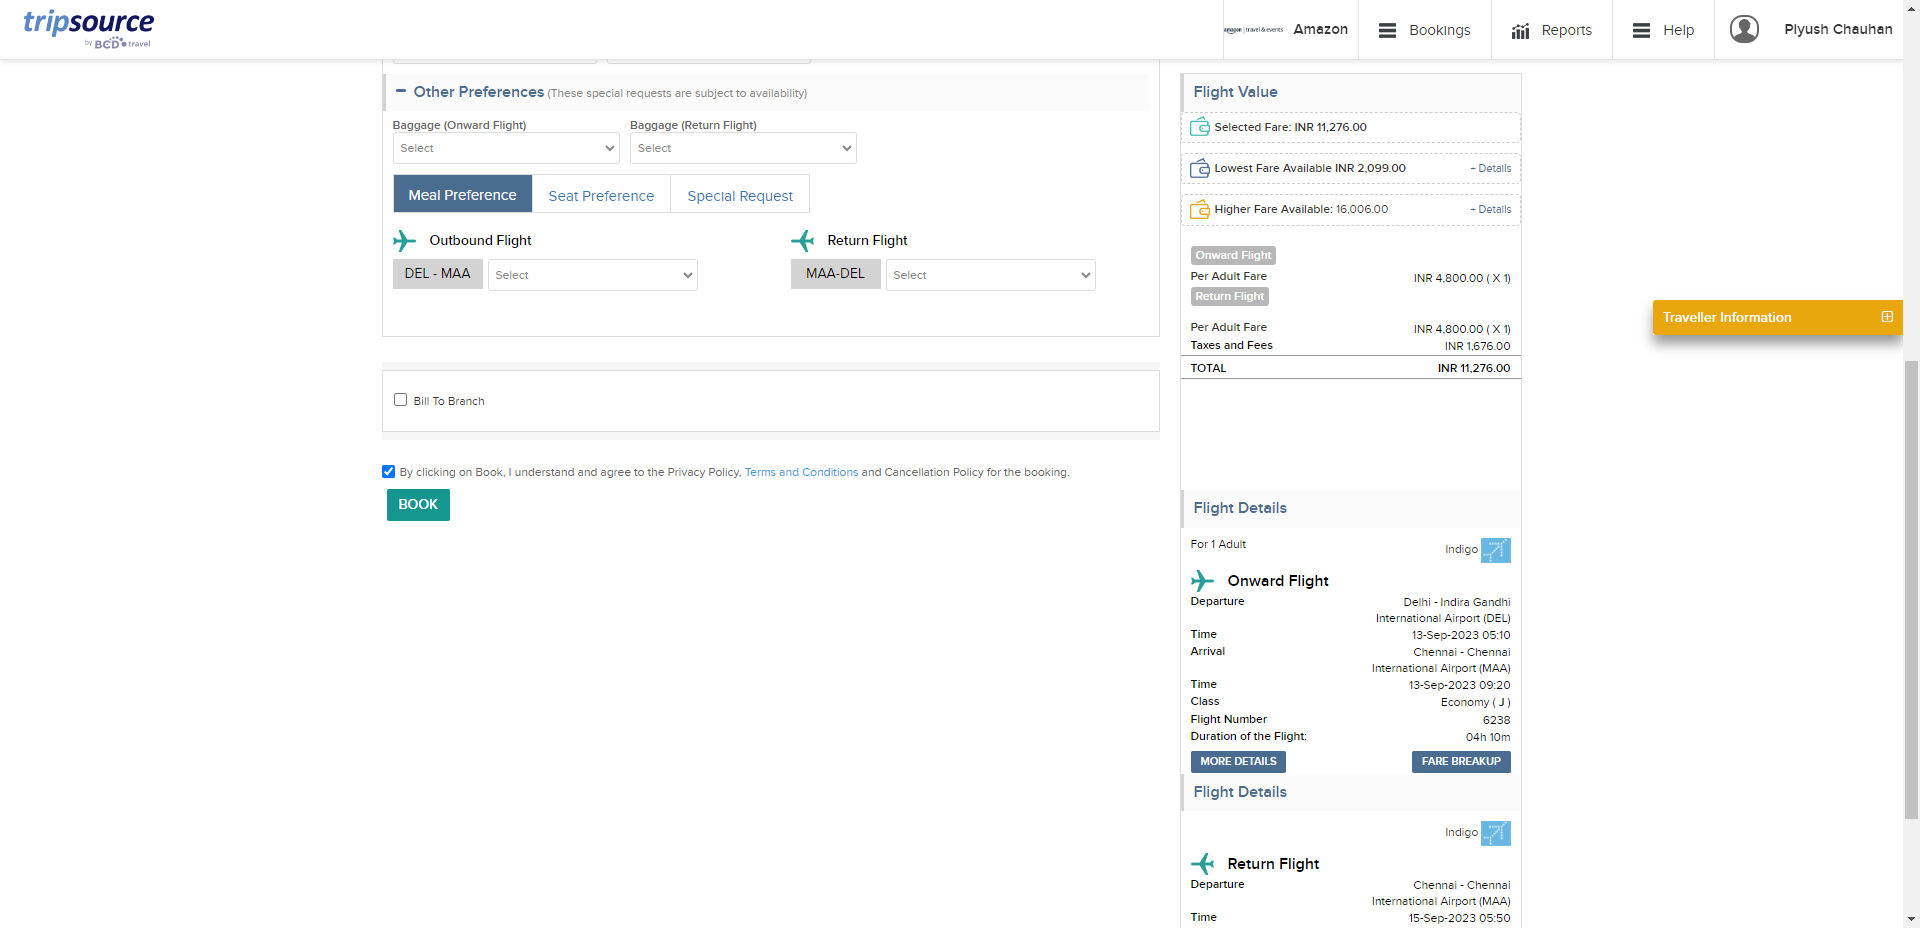 tripsource
by BCD travel
amazon | travel & events
Amazon
Bookings
Reports
Help
Piyush Chauhan
Other Preferences (These special requests are subject to availability)
Baggage (Onward Flight)
Baggage (Return Flight)
Select
Select
Meal Preference
Seat Preference
Special Request
Outbound Flight
Return Flight
DEL - MAA
Select
MAA-DEL
Select
Bill To Branch
By clicking on Book, I understand and agree to the Privacy Policy, Terms and Conditions and Cancellation Policy for the booking.
BOOK
Flight Value
Selected Fare: INR 11,276.00
Lowest Fare Available INR 2,099.00
- Details
Higher Fare Available: 16,006.00
- Details
Onward Flight
Per Adult Fare
INR 4,800.00 ( X 1)
Return Flight
Per Adult Fare
INR 4,800.00 ( X 1)
Taxes and Fees
INR 1,676.00
TOTAL
INR 11,276.00
Traveller Information
Flight Details
For 1 Adult
Indigo
Onward Flight
Departure
Delhi - Indira Gandhi
International Airport (DEL)
Time
13-Sep-2023 05:10
Arrival
Chennai - Chennai
International Airport (MAA)
Time
13-Sep-2023 09:20
Class
Economy ( J )
Flight Number
6238
Duration of the Flight:
04h 10m
MORE DETAILS
FARE BREAKUP
Flight Details
Indigo
Return Flight
Departure
Chennai - Chennai
International Airport (MAA)
Time
15-Sep-2023 05:50